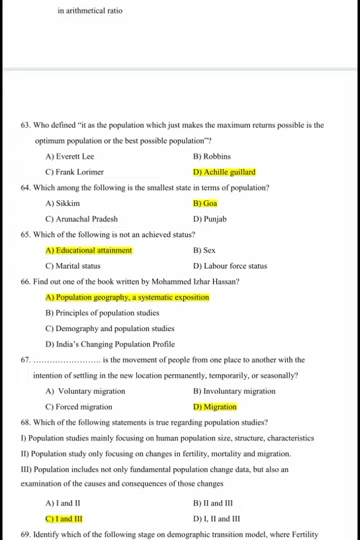 in arithmetical ratio
63. Who defined “it as the population which just makes the maximum returns possible is the
optimum population or the best possible population”?
A) Everett Lee B) Robbins
C) Frank Lorimer D) Achille guillard
64. Which among the following is the smallest state in terms of population?
A) Sikkim B) Goa
C) Arunachal Pradesh D) Punjab
65. Which of the following is not an achieved status?
A) Educational attainment B) Sex
C) Marital status D) Labour force status
66. Find out one of the book written by Mohammed Izhar Hassan?
A) Population geography, a systematic exposition
B) Principles of population studies
C) Demography and population studies
D) India’s Changing Population Profile
67. ……………………. is the movement of people from one place to another with the
intention of settling in the new location permanently, temporarily, or seasonally?
A) Voluntary migration B) Involuntary migration
C) Forced migration D) Migration
68. Which of the following statements is true regarding population studies?
I) Population studies mainly focusing on human population size, structure, characteristics
II) Population study only focusing on changes in fertility, mortality and migration.
III) Population includes not only fundamental population change data, but also an
examination of the causes and consequences of those changes
A) I and II B) II and III
C) I and III D) I, II and III
69. Identify which of the following stage on demographic transition model, where Fertility